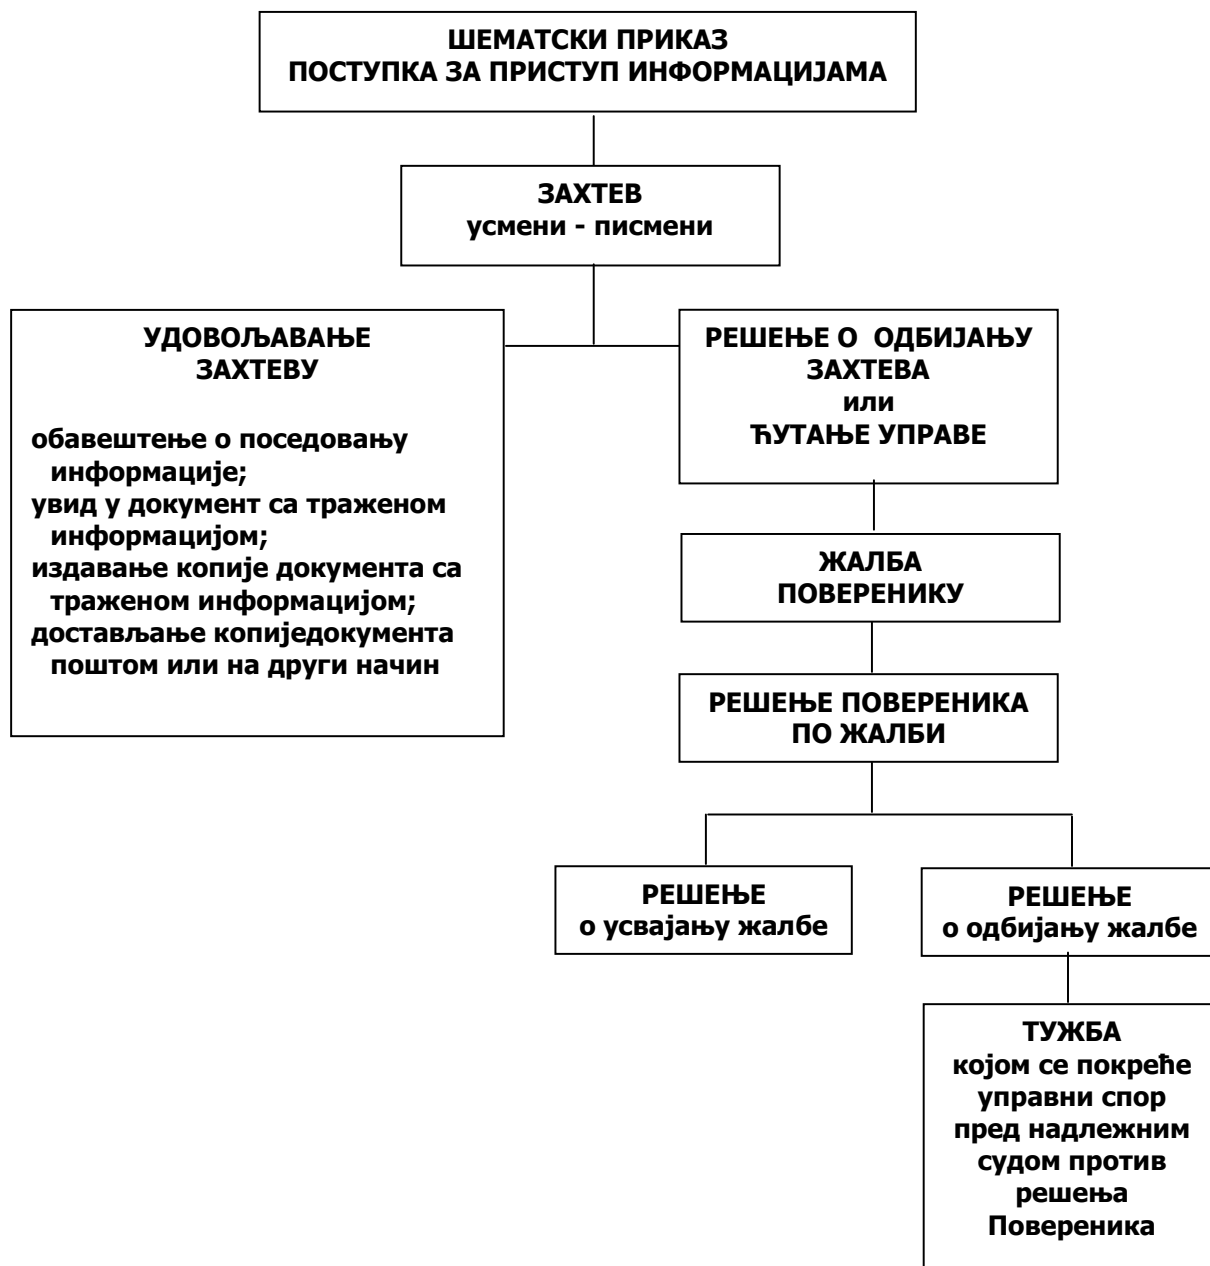 ШЕМАТСКИ ПРИКАЗ
ПОСТУПКА ЗА ПРИСТУП ИНФОРМАЦИЈАМА
ЗАХТЕВ
усмени - писмени
УДОВОЉАВАЊЕ
ЗАХТЕВУ
обавештење о поседовању
информације;
увид у документ са траженом
информацијом;
издавање копије документа са
траженом информацијом;
достављање копиједокумента
поштом или на други начин
РЕШЕЊЕ О ОДБИЈАЊУ
ЗАХТЕВА
или
ЋУТАЊЕ УПРАВЕ
ЖАЛБА
ПОВЕРЕНИКУ
РЕШЕЊЕ ПОВЕРЕНИКА
ПО ЖАЛБИ
РЕШЕЊЕ
о усвајању жалбе
РЕШЕЊЕ
о одбијању жалбе
ТУЖБА
којом се покреће
управни спор
пред надлежним
судом против
решења
Повереника